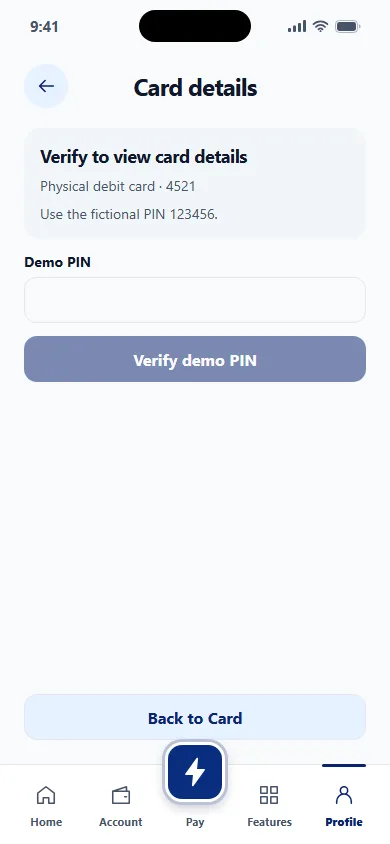 9:41
Card details
Verify to view card details
Physical debit card · 4521
Use the fictional PIN 123456.
Demo PIN
Verify demo PIN
Back to Card
Home
Account
Pay
Features
Profile